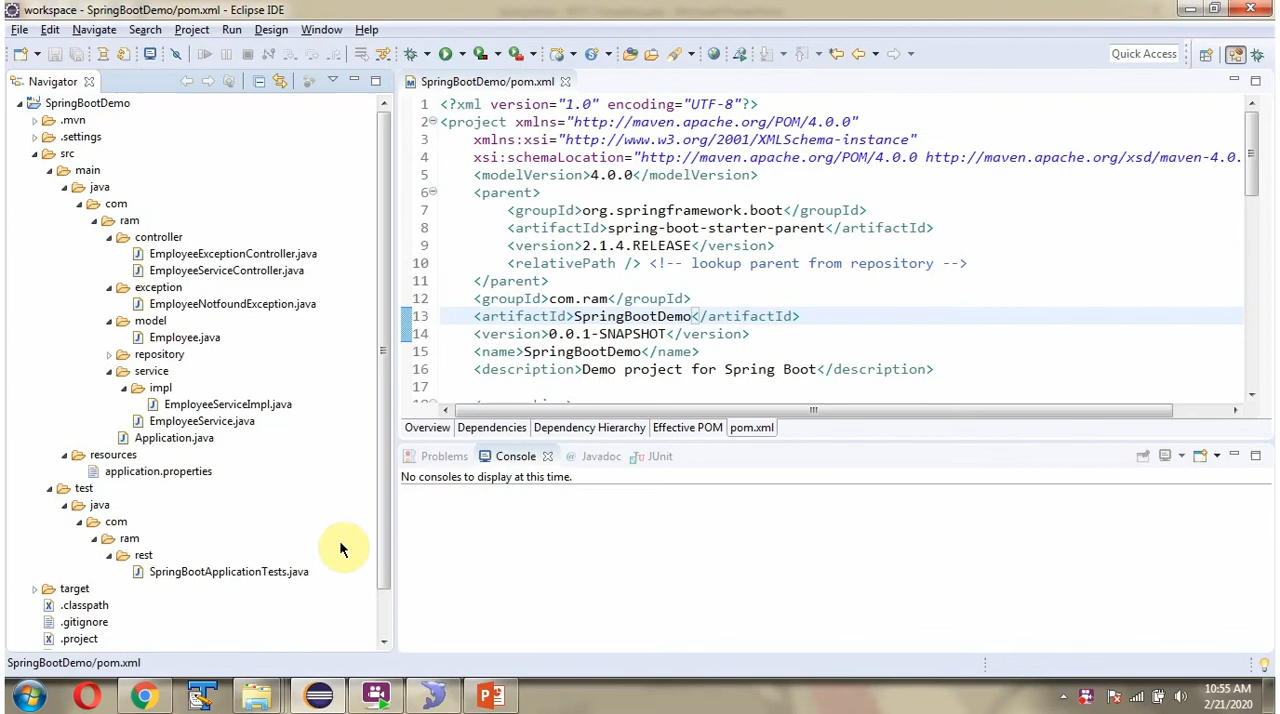 workspace - SpringBootDemo/pom.xml - Eclipse IDE
File Edit Navigate Search Project Run Design Window Help
Quick Access
Navigator
SpringBootDemo
.mvn
.settings
src
main
java
com
ram
controller
EmployeeExceptionController.java
EmployeeServiceController.java
exception
EmployeeNotfoundException.java
model
Employee.java
repository
service
impl
EmployeeServiceImpl.java
EmployeeService.java
Application.java
resources
application.properties
test
java
com
ram
rest
SpringBootApplicationTests.java
target
.classpath
.gitignore
.project
SpringBootDemo/pom.xml
1 <?xml version="1.0" encoding="UTF-8"?>
2 <project xmlns="http://maven.apache.org/POM/4.0.0"
3 xmlns:xsi="http://www.w3.org/2001/XMLSchema-instance"
4 xsi:schemaLocation="http://maven.apache.org/POM/4.0.0 http://maven.apache.org/xsd/maven-4.0.
5 <modelVersion>4.0.0</modelVersion>
6 <parent>
7 <groupId>org.springframework.boot</groupId>
8 <artifactId>spring-boot-starter-parent</artifactId>
9 <version>2.1.4.RELEASE</version>
10 <relativePath /> <!-- lookup parent from repository -->
11 </parent>
12 <groupId>com.ram</groupId>
13 <artifactId>SpringBootDemo</artifactId>
14 <version>0.0.1-SNAPSHOT</version>
15 <name>SpringBootDemo</name>
16 <description>Demo project for Spring Boot</description>
17
Overview Dependencies Dependency Hierarchy Effective POM pom.xml
Problems Console Javadoc JUnit
No consoles to display at this time.
SpringBootDemo/pom.xml
10:55 AM
2/21/2020